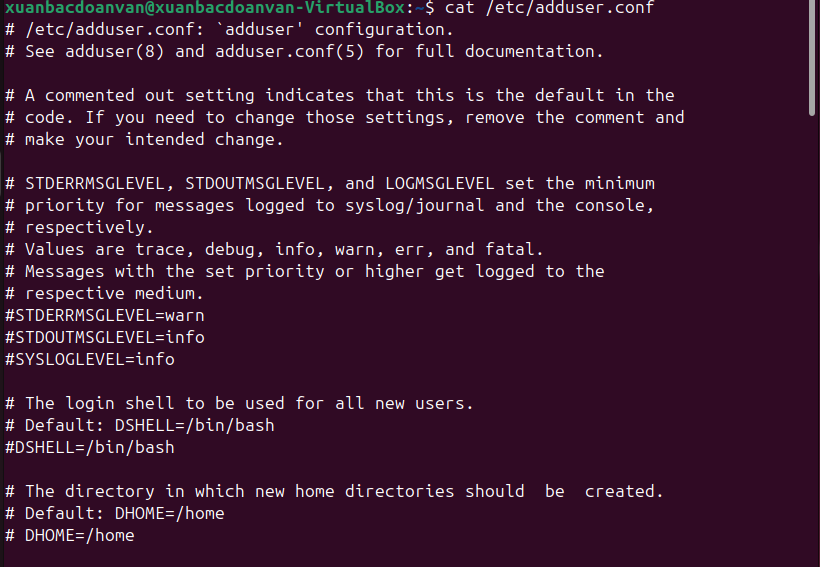 xuanbacdoanvan@xuanbacdoanvan-VirtualBox:~$ cat /etc/adduser.conf
# /etc/adduser.conf: `adduser' configuration.
# See adduser(8) and adduser.conf(5) for full documentation.

# A commented out setting indicates that this is the default in the
# code. If you need to change those settings, remove the comment and
# make your intended change.

# STDERRMSGLEVEL, STDOUTMSGLEVEL, and LOGMSGLEVEL set the minimum
# priority for messages logged to syslog/journal and the console,
# respectively.
# Values are trace, debug, info, warn, err, and fatal.
# Messages with the set priority or higher get logged to the
# respective medium.
#STDERRMSGLEVEL=warn
#STDOUTMSGLEVEL=info
#SYSLOGLEVEL=info

# The login shell to be used for all new users.
# Default: DSHELL=/bin/bash
#DSHELL=/bin/bash

# The directory in which new home directories should  be  created.
# Default: DHOME=/home
# DHOME=/home